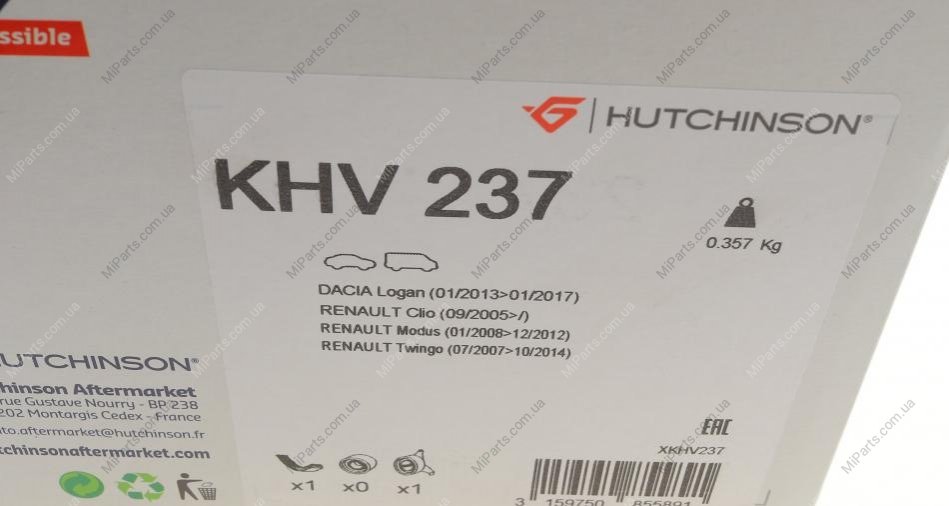 ssible
HUTCHINSON®
KHV 237
0.357 Kg
DACIA Logan (01/2013>01/2017)
RENAULT Clio (09/2005>/)
RENAULT Modus (01/2008>12/2012)
RENAULT Twingo (07/2007>10/2014)
UTCHINSON®
hinson Aftermarket
rue Gustave Nourry - BP 238
202 Montargis Cedex - France
to.aftermarket@hutchinson.fr
tchinsonaftermarket.com
x1 x0 x1
EAC
XKHV237
3 159750 855891
MiParts.com.ua